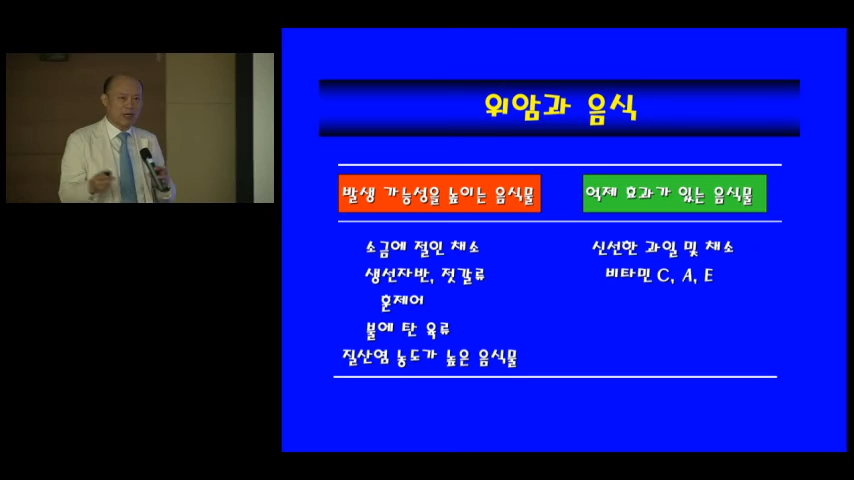 위암과 음식
발생 가능성을 높이는 음식물
억제 효과가 있는 음식물
소금에 절인 채소
신선한 과일 및 채소
생선자반, 젓갈류
비타민 C, A, E
훈제어
불에 탄 육류
질산염 농도가 높은 음식물